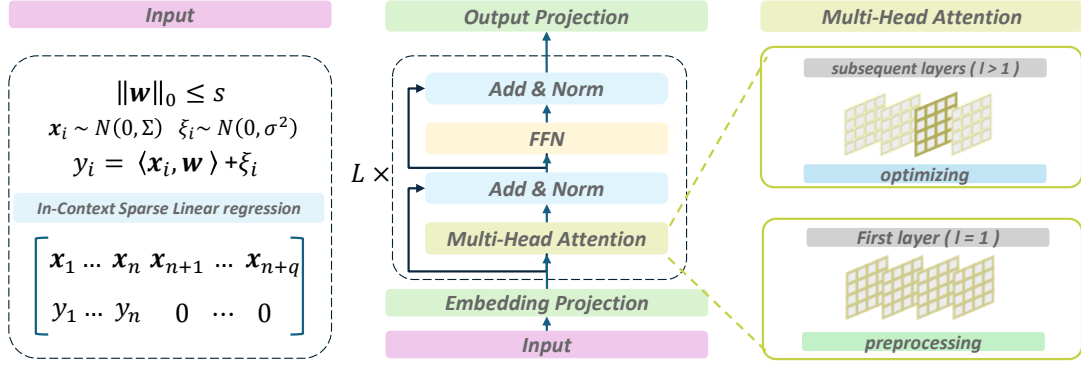 Input
‖w‖₀ ≤ s
xᵢ ~ N(0, Σ) ξᵢ ~ N(0, σ²)
yᵢ = ⟨xᵢ, w⟩ + ξᵢ
In-Context Sparse Linear regression
x₁ ... xₙ xₙ₊₁ ... xₙ₊q
y₁ ... yₙ 0 ... 0
Output Projection
Add & Norm
FFN
L ×
Add & Norm
Multi-Head Attention
Embedding Projection
Input
Multi-Head Attention
subsequent layers ( l > 1 )
optimizing
First layer ( l = 1 )
preprocessing